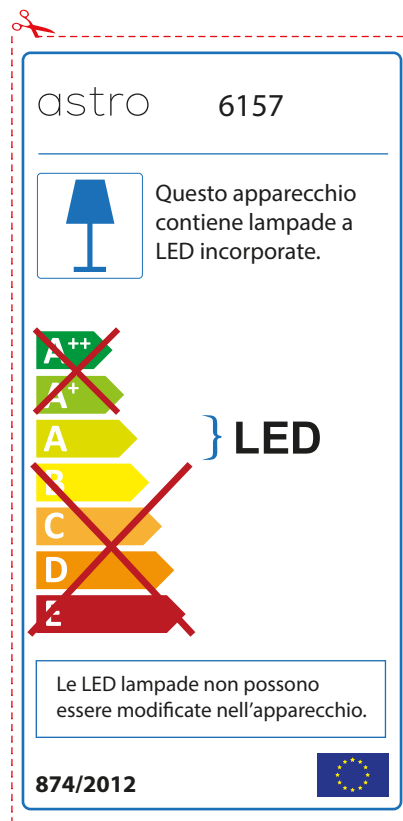 astro 6157
Questo apparecchio
contiene lampade a
LED incorporate.
A++
A+
A
} LED
B
C
D
E
Le LED lampade non possono
essere modificate nell'apparecchio.
874/2012